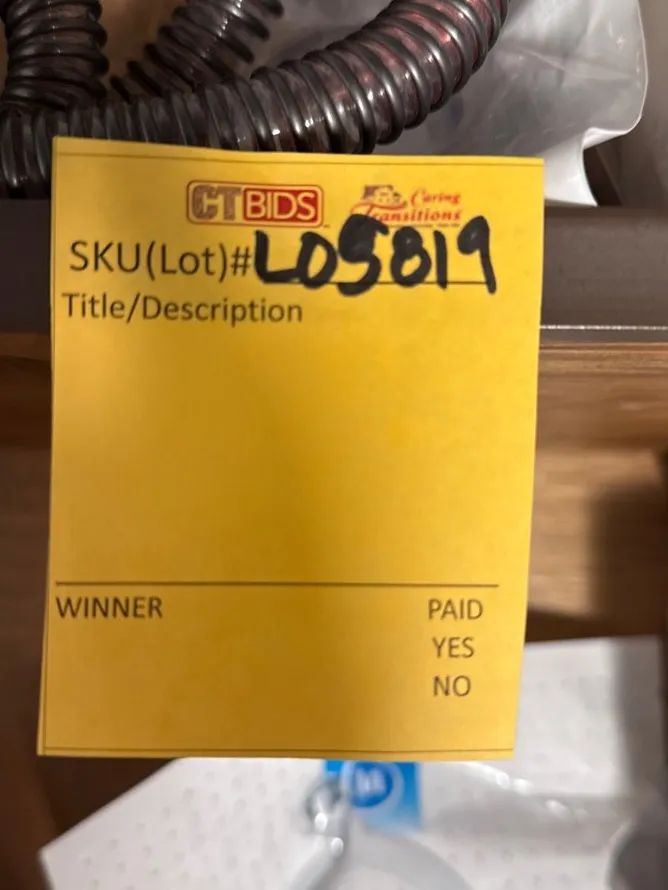 CTBIDS Caring Transitions
SKU(Lot)# L05819
Title/Description
WINNER PAID
YES
NO